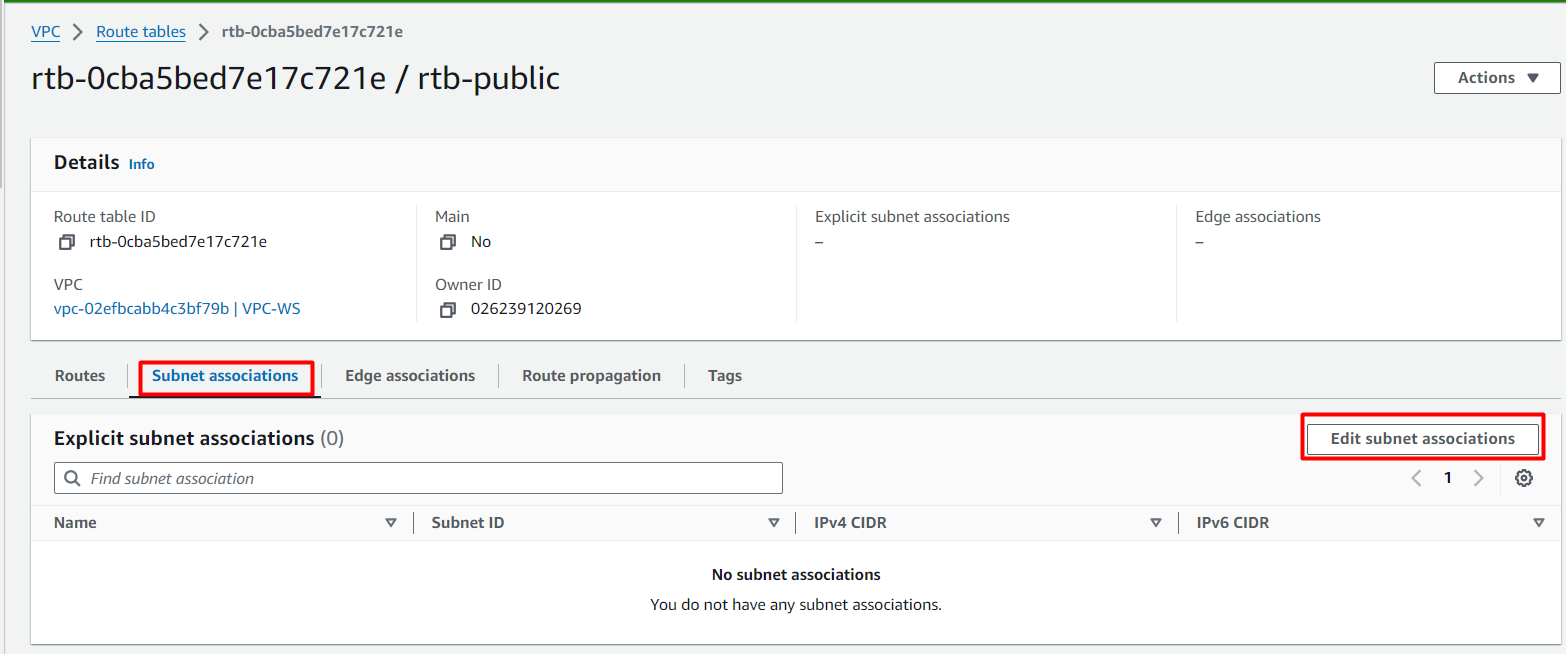 VPC > Route tables > rtb-0cba5bed7e17c721e
rtb-0cba5bed7e17c721e / rtb-public
Actions
Details Info
Route table ID
rtb-0cba5bed7e17c721e
Main
No
Explicit subnet associations
–
Edge associations
–
VPC
vpc-02efbcabb4c3bf79b | VPC-WS
Owner ID
026239120269
Routes Subnet associations Edge associations Route propagation Tags
Explicit subnet associations (0)
Edit subnet associations
Find subnet association
1
Name Subnet ID IPv4 CIDR IPv6 CIDR
No subnet associations
You do not have any subnet associations.